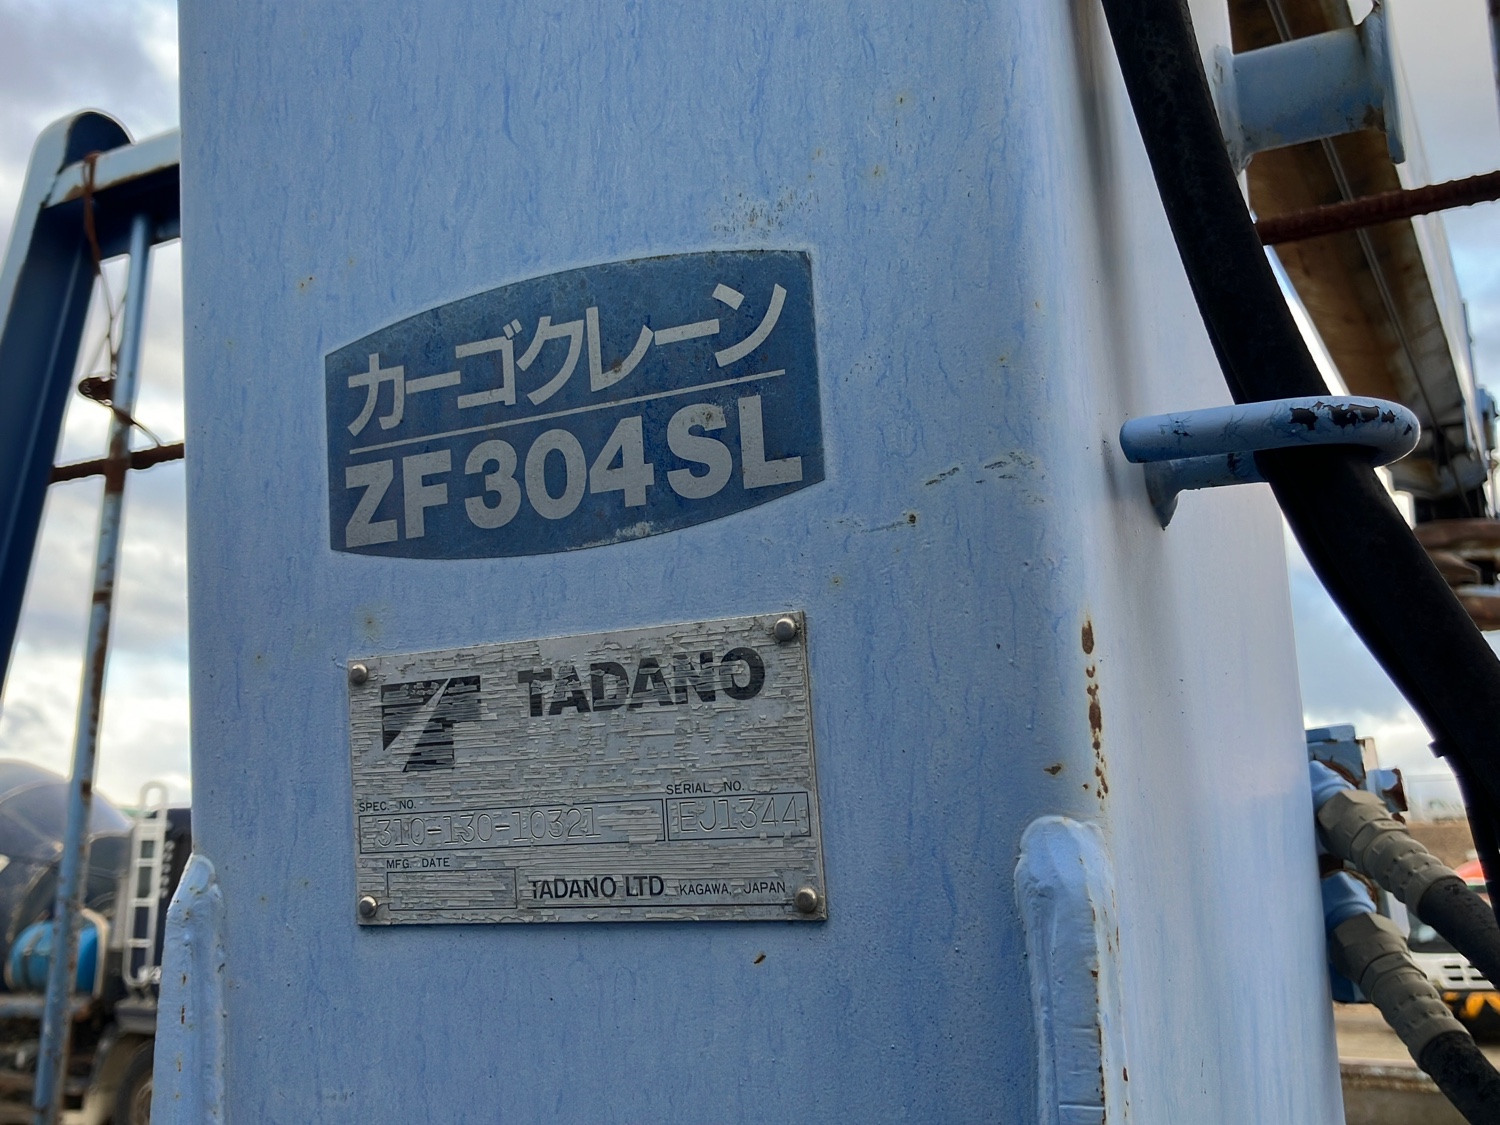 カーゴクレーン
ZF304SL
TADANO
SPEC. NO.
SERIAL NO.
310-130-10321
EJ1344
MFG. DATE
TADANO LTD. KAGAWA, JAPAN